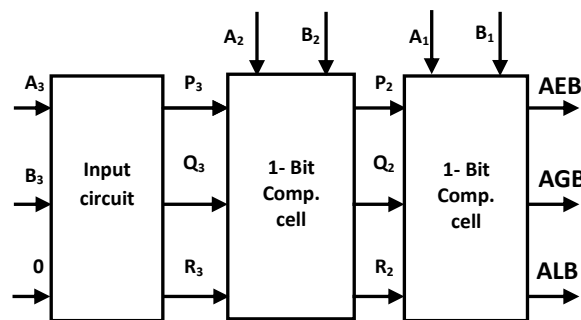 A₂ B₂ A₁ B₁
A₃ P₃ P₂ AEB
B₃ Input circuit Q₃ 1- Bit Comp. cell Q₂ 1- Bit Comp. cell AGB
0 R₃ R₂ ALB